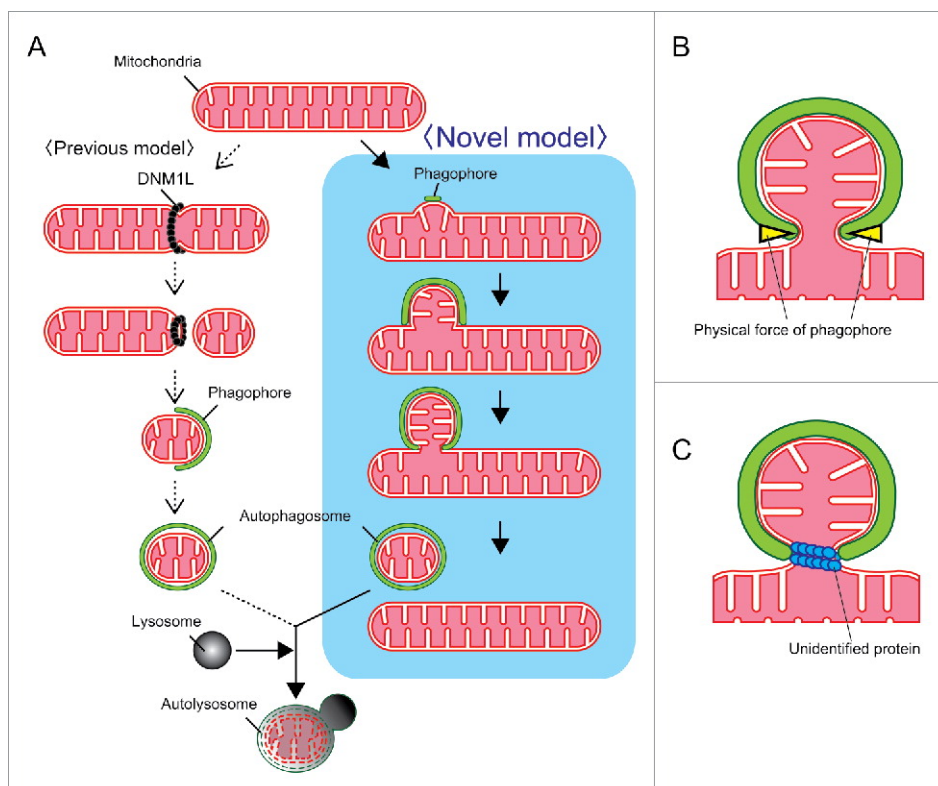 A
Mitochondria
〈Previous model〉
〈Novel model〉
DNM1L
Phagophore
Phagophore
Autophagosome
Lysosome
Autolysosome
B
Physical force of phagophore
C
Unidentified protein